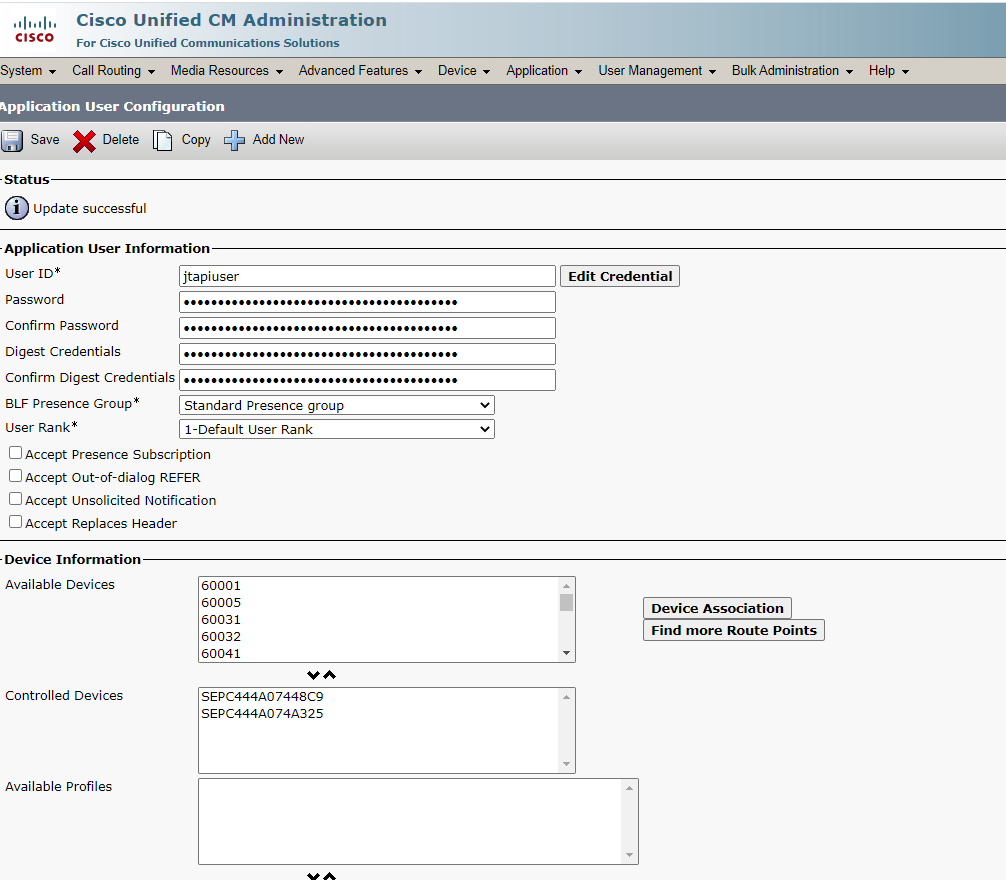 CISCO
Cisco Unified CM Administration
For Cisco Unified Communications Solutions
System Call Routing Media Resources Advanced Features Device Application User Management Bulk Administration Help
Application User Configuration
Save Delete Copy Add New
Status
Update successful
Application User Information
User ID* jtapiuser Edit Credential
Password ••••••••••••••••••••••••••••••••••••••••
Confirm Password ••••••••••••••••••••••••••••••••••••••••
Digest Credentials ••••••••••••••••••••••••••••••••••••••••
Confirm Digest Credentials ••••••••••••••••••••••••••••••••••••••••
BLF Presence Group* Standard Presence group
User Rank* 1-Default User Rank
Accept Presence Subscription
Accept Out-of-dialog REFER
Accept Unsolicited Notification
Accept Replaces Header
Device Information
Available Devices 60001
60005
60031
60032
60041
Device Association
Find more Route Points
Controlled Devices SEPC444A07448C9
SEPC444A074A325
Available Profiles